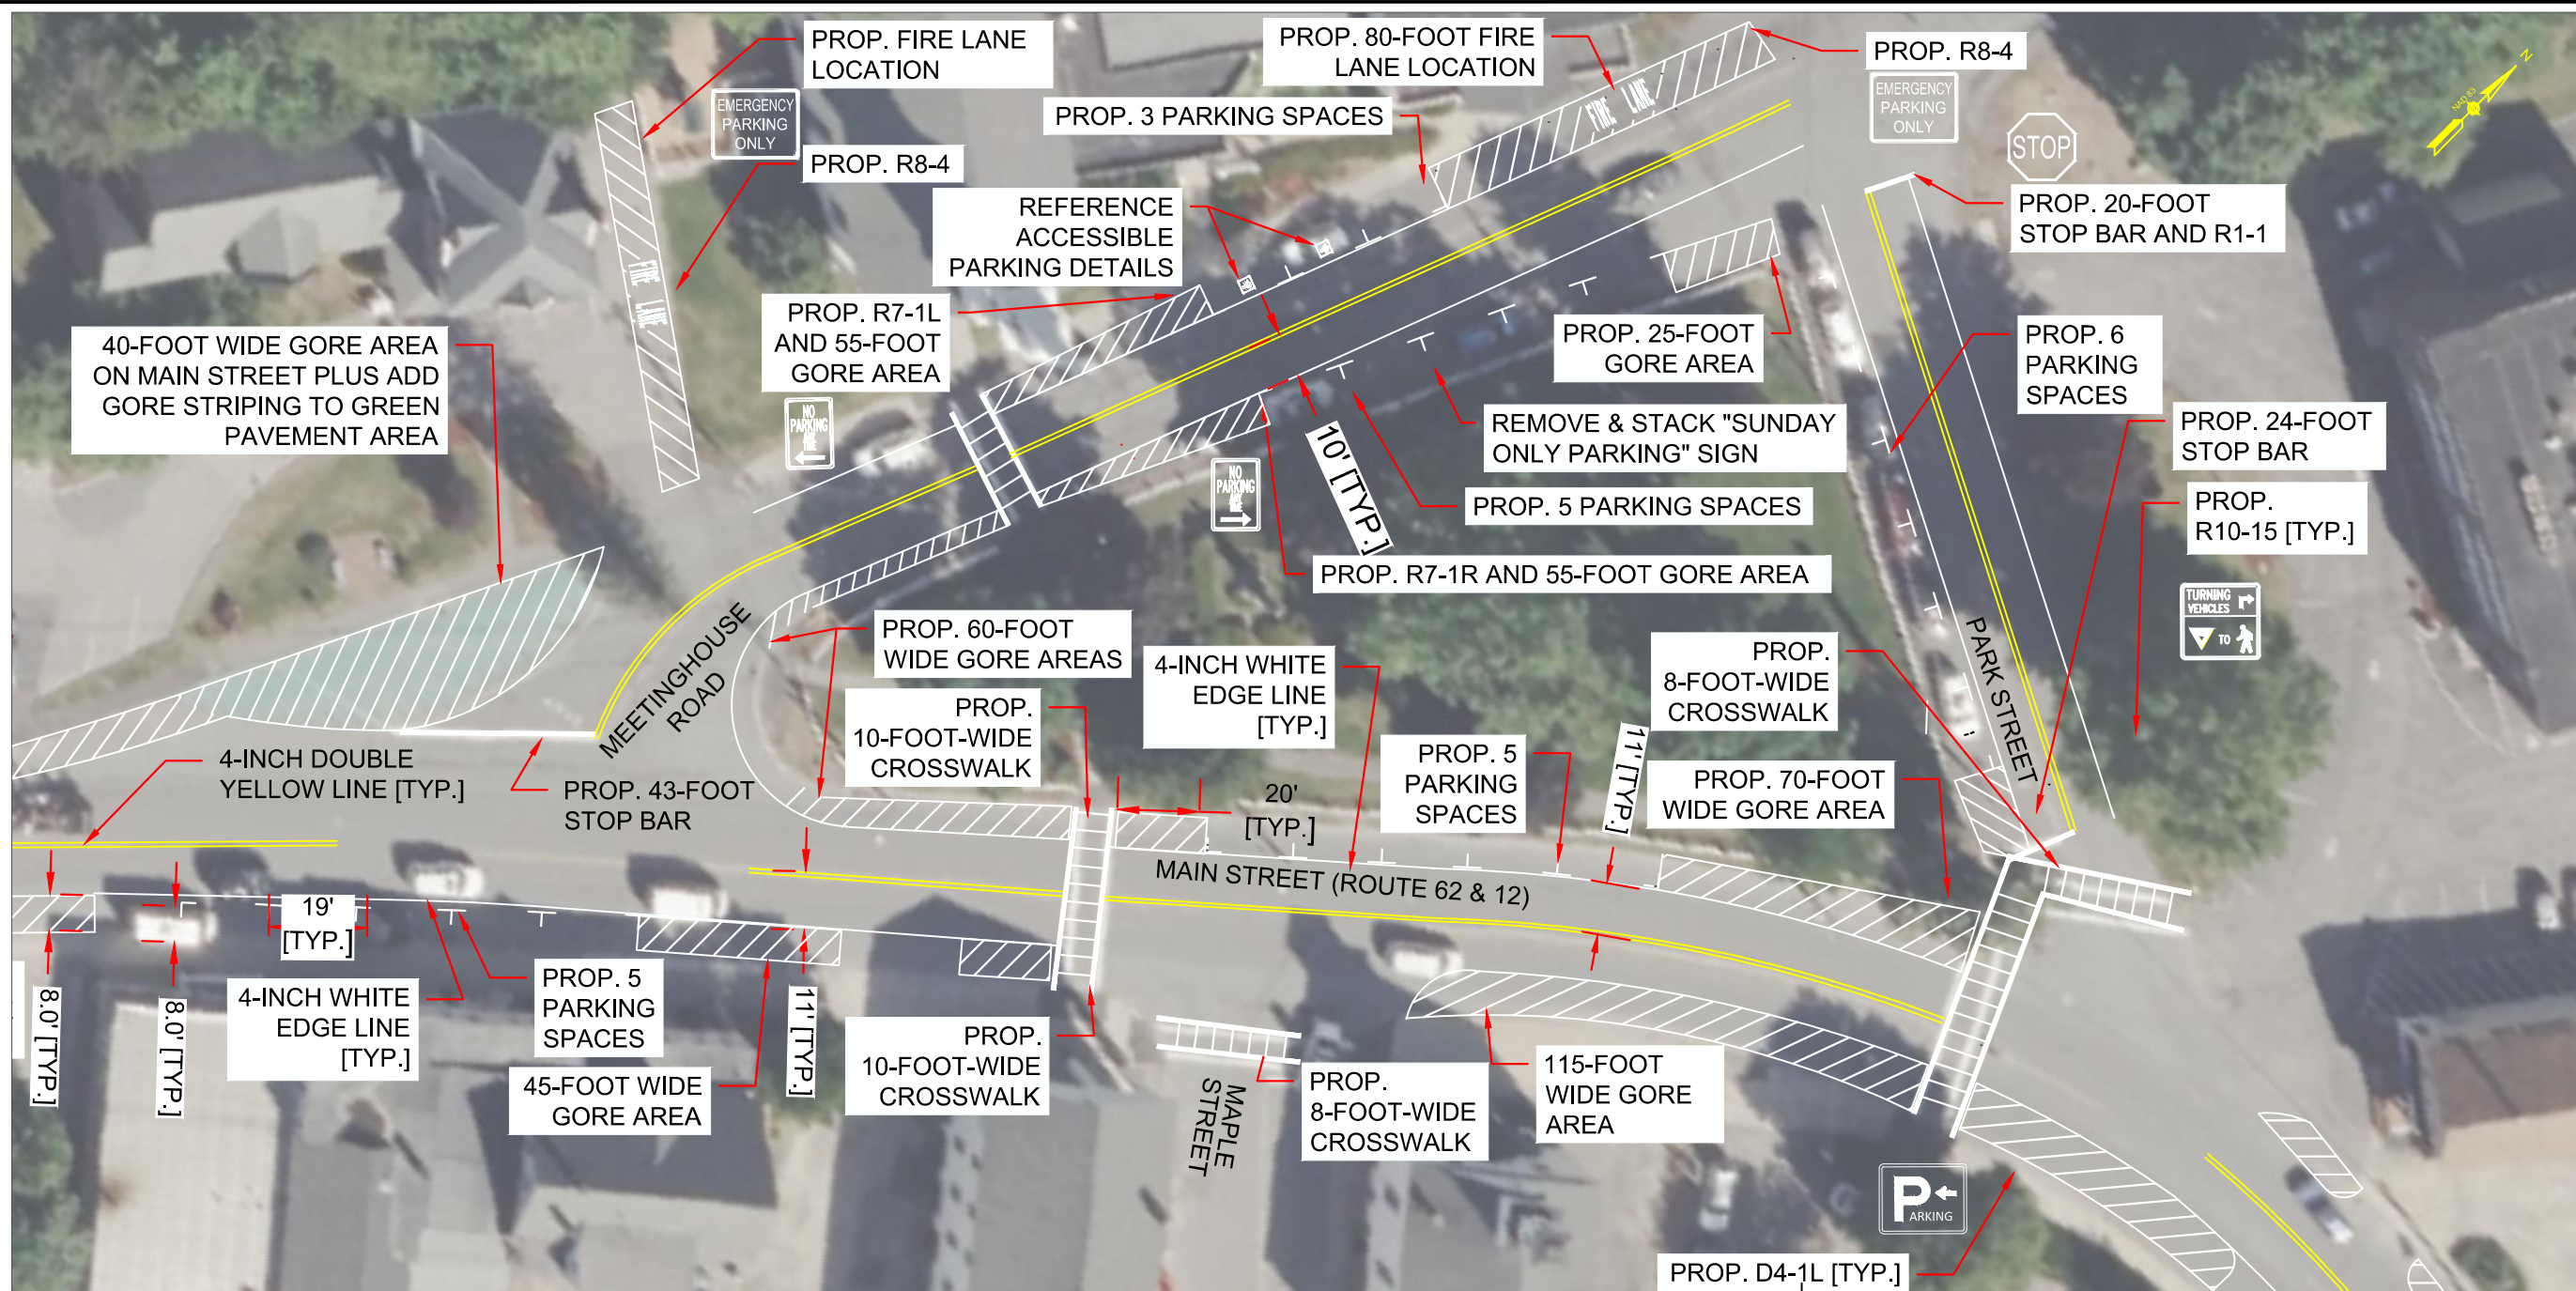 PROP. FIRE LANE
LOCATION
EMERGENCY
PARKING
ONLY
PROP. R8-4
PROP. 80-FOOT FIRE
LANE LOCATION
PROP. R8-4
EMERGENCY
PARKING
ONLY
STOP
NAD 83
N
PROP. 3 PARKING SPACES
FIRE LANE
REFERENCE
ACCESSIBLE
PARKING DETAILS
PROP. 20-FOOT
STOP BAR AND R1-1
FIRE LANE
40-FOOT WIDE GORE AREA
ON MAIN STREET PLUS ADD
GORE STRIPING TO GREEN
PAVEMENT AREA
PROP. R7-1L
AND 55-FOOT
GORE AREA
NO
PARKING
ANY
TIME
PROP. 25-FOOT
GORE AREA
PROP. 6
PARKING
SPACES
REMOVE & STACK "SUNDAY
ONLY PARKING" SIGN
PROP. 24-FOOT
STOP BAR
NO
PARKING
ANY
TIME
10' [TYP.]
PROP. 5 PARKING SPACES
PROP.
R10-15 [TYP.]
PROP. R7-1R AND 55-FOOT GORE AREA
TURNING
VEHICLES
TO
MEETINGHOUSE
ROAD
PROP. 60-FOOT
WIDE GORE AREAS
4-INCH WHITE
EDGE LINE
[TYP.]
PROP.
8-FOOT-WIDE
CROSSWALK
PARK STREET
PROP.
10-FOOT-WIDE
CROSSWALK
4-INCH DOUBLE
YELLOW LINE [TYP.]
PROP. 43-FOOT
STOP BAR
20'
[TYP.]
PROP. 5
PARKING
SPACES
11' [TYP.]
PROP. 70-FOOT
WIDE GORE AREA
MAIN STREET (ROUTE 62 & 12)
19'
[TYP.]
8.0' [TYP.]
8.0' [TYP.]
4-INCH WHITE
EDGE LINE
[TYP.]
PROP. 5
PARKING
SPACES
45-FOOT WIDE
GORE AREA
11' [TYP.]
PROP.
10-FOOT-WIDE
CROSSWALK
MAPLE
STREET
PROP.
8-FOOT-WIDE
CROSSWALK
115-FOOT
WIDE GORE
AREA
P
ARKING
PROP. D4-1L [TYP.]